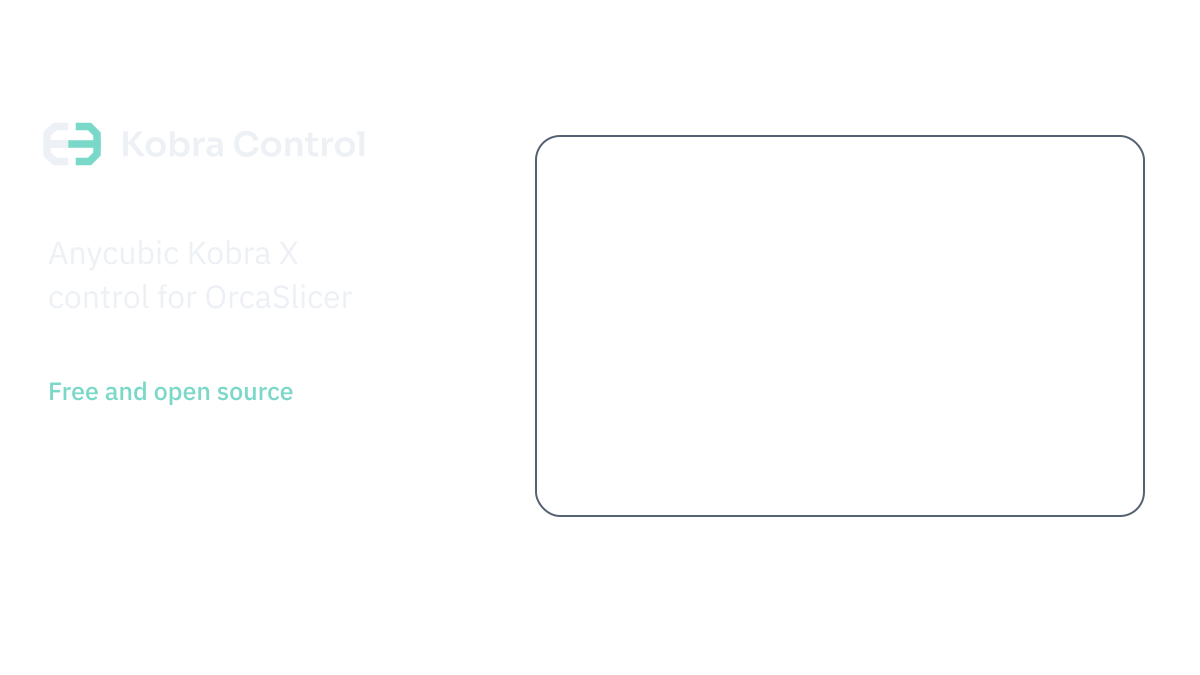 Kobra Control
Anycubic Kobra X
control for OrcaSlicer
Free and open source